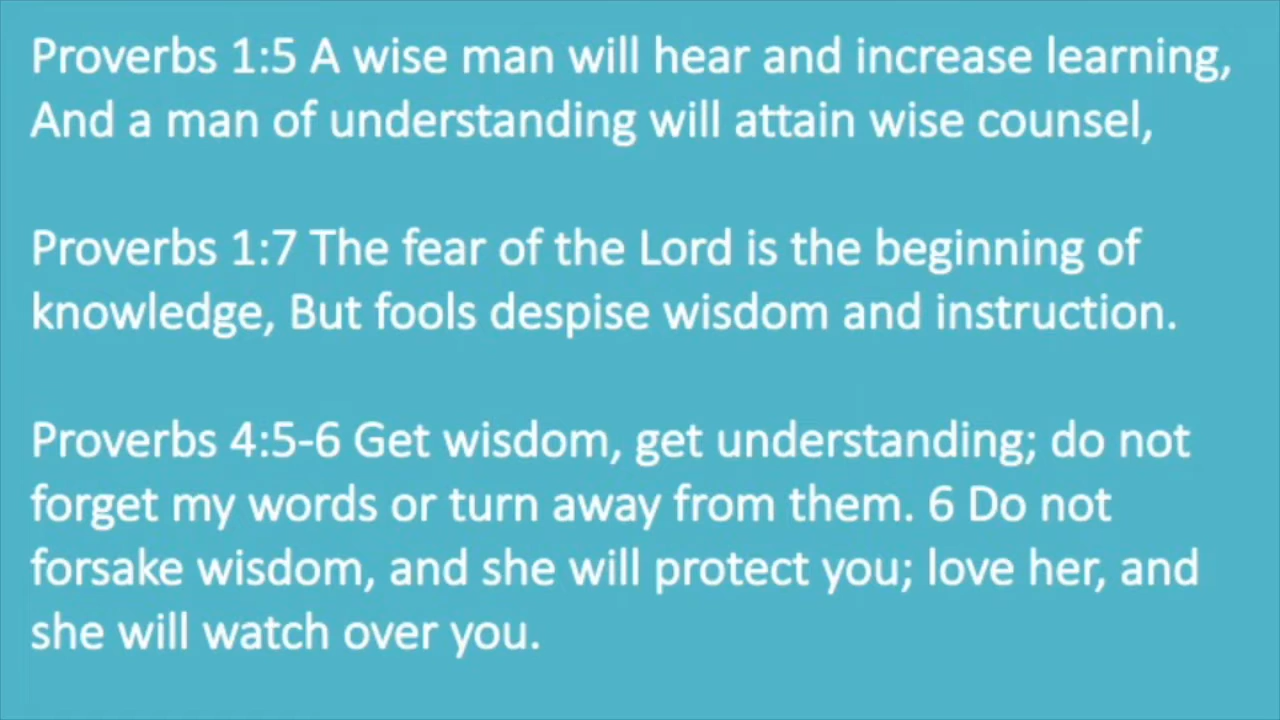 Proverbs 1:5 A wise man will hear and increase learning,
And a man of understanding will attain wise counsel,
Proverbs 1:7 The fear of the Lord is the beginning of
knowledge, But fools despise wisdom and instruction.
Proverbs 4:5-6 Get wisdom, get understanding; do not
forget my words or turn away from them. 6 Do not
forsake wisdom, and she will protect you; love her, and
she will watch over you.